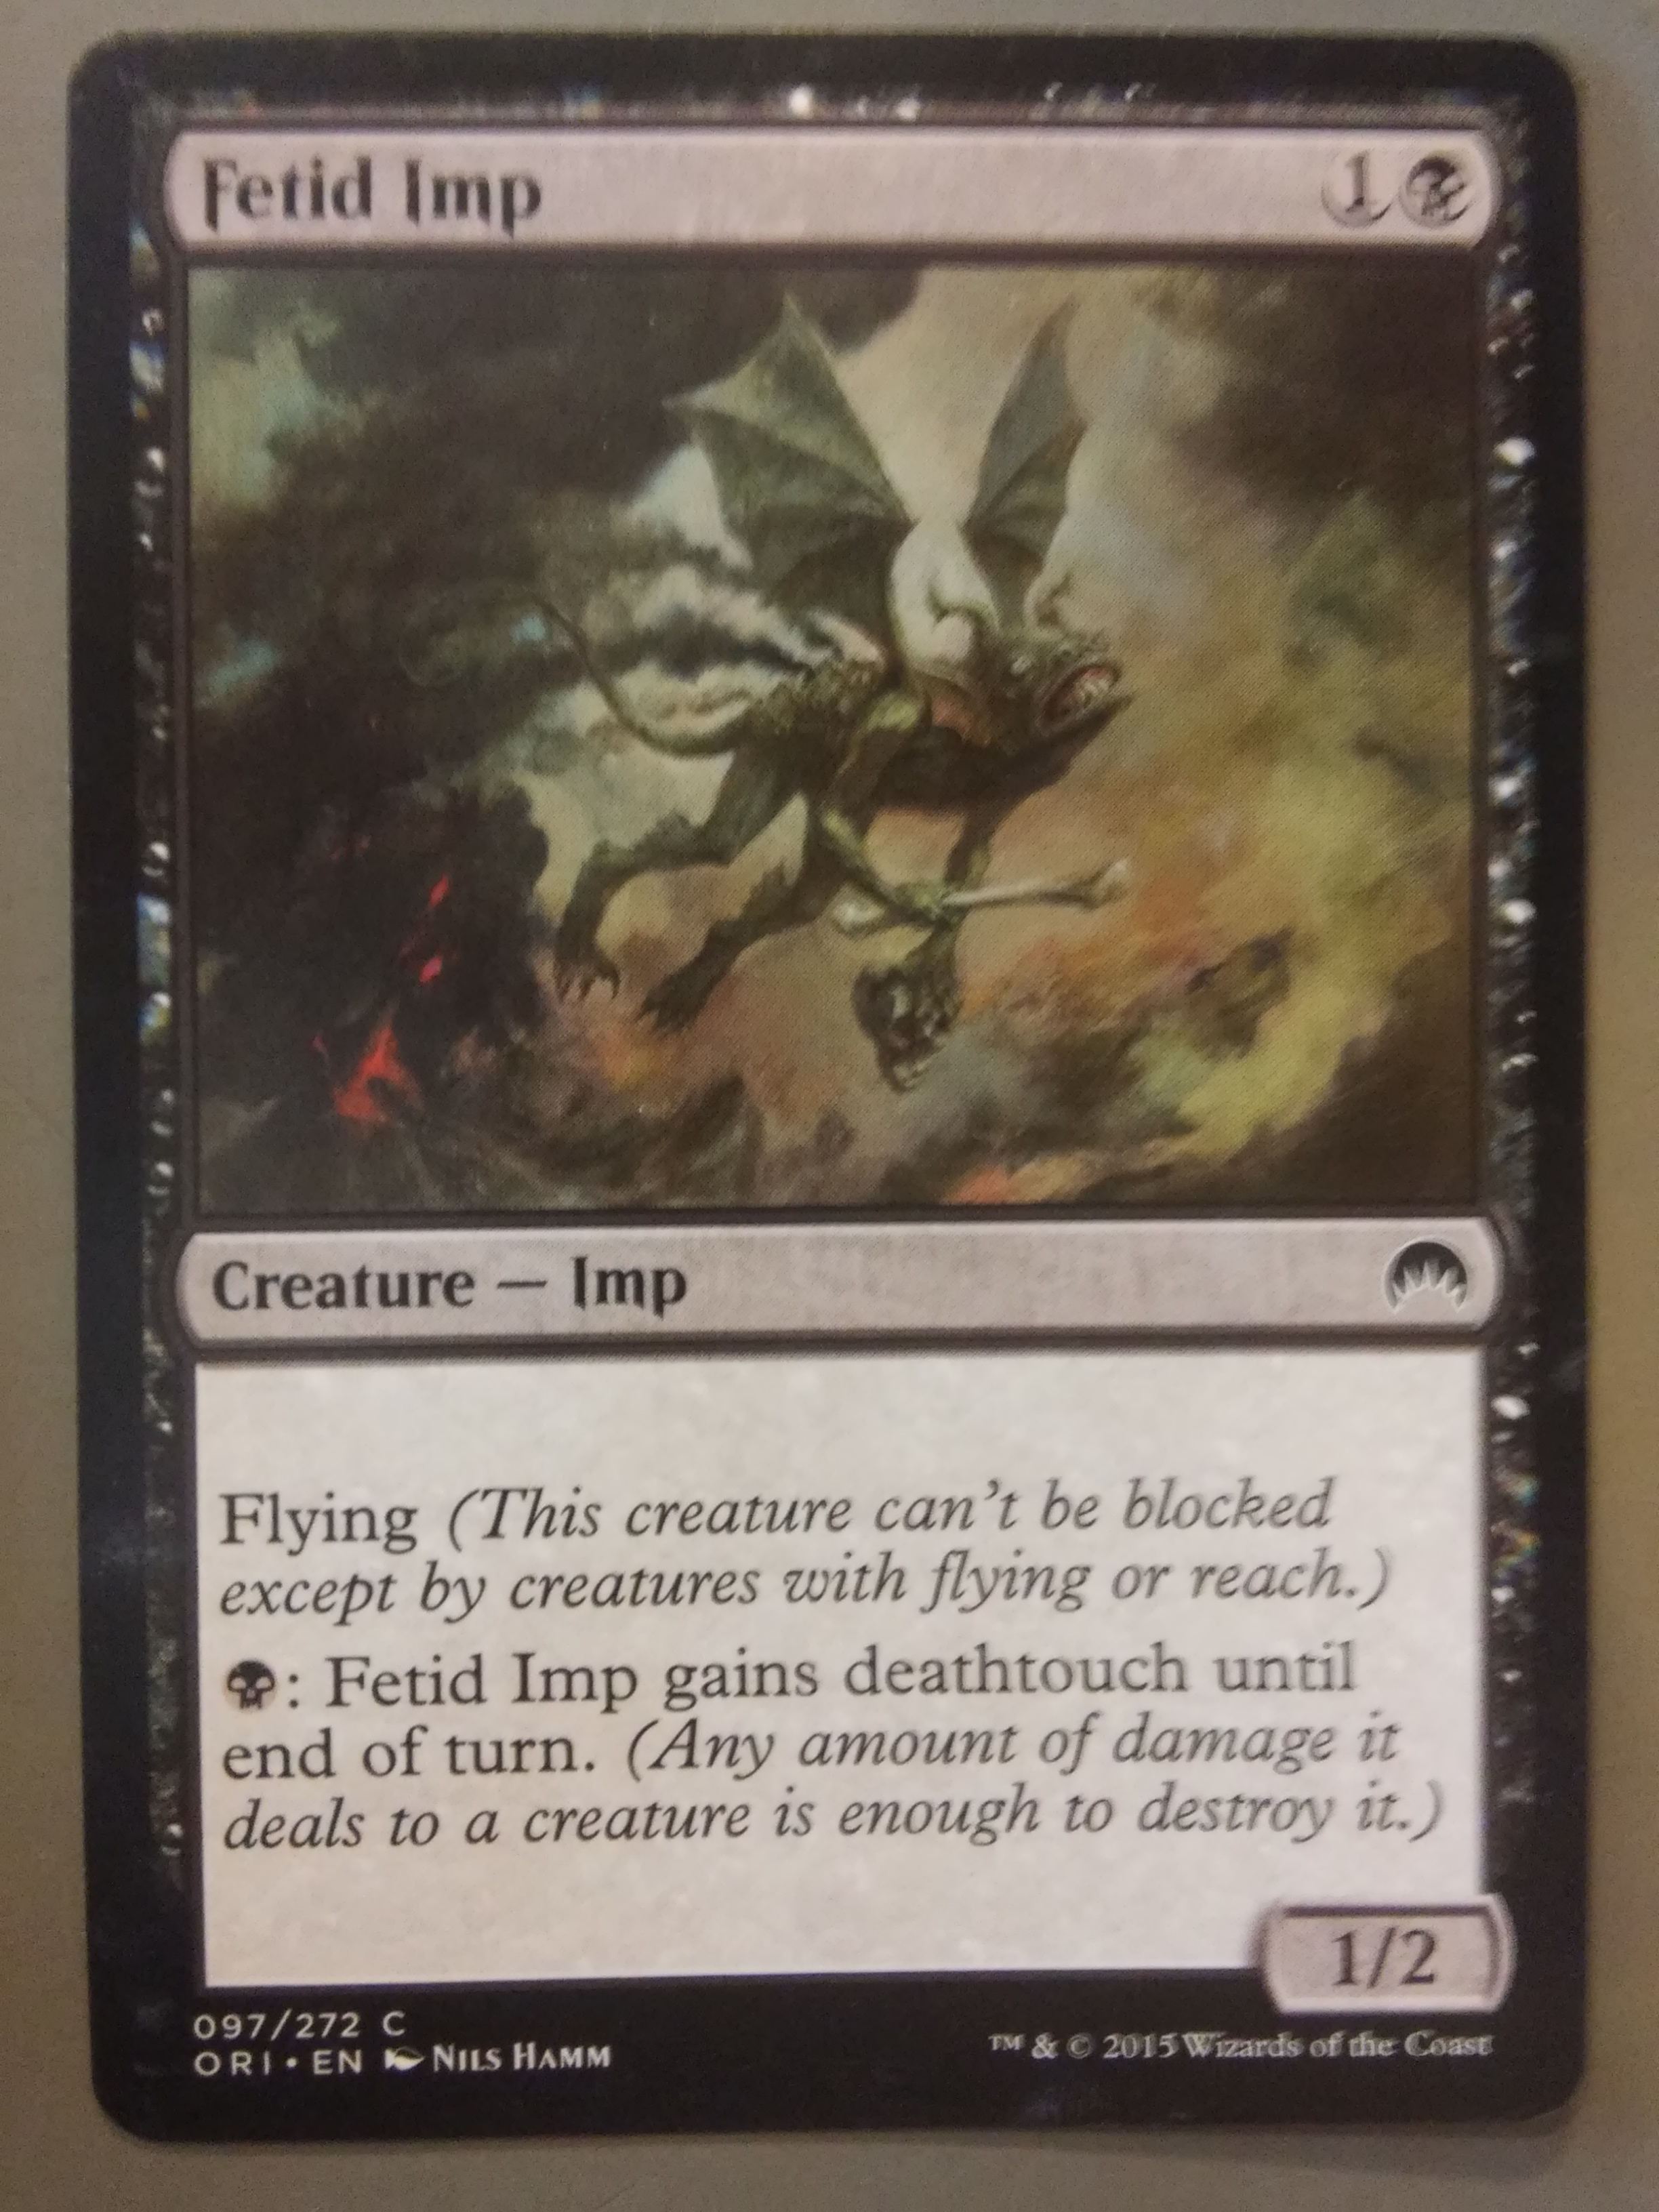 Fetid Imp 1
Creature — Imp
Flying (This creature can't be blocked
except by creatures with flying or reach.)
: Fetid Imp gains deathtouch until
end of turn. (Any amount of damage it
deals to a creature is enough to destroy it.)
1/2
097/272 C
ORI • EN NILS HAMM
™ & © 2015 Wizards of the Coast